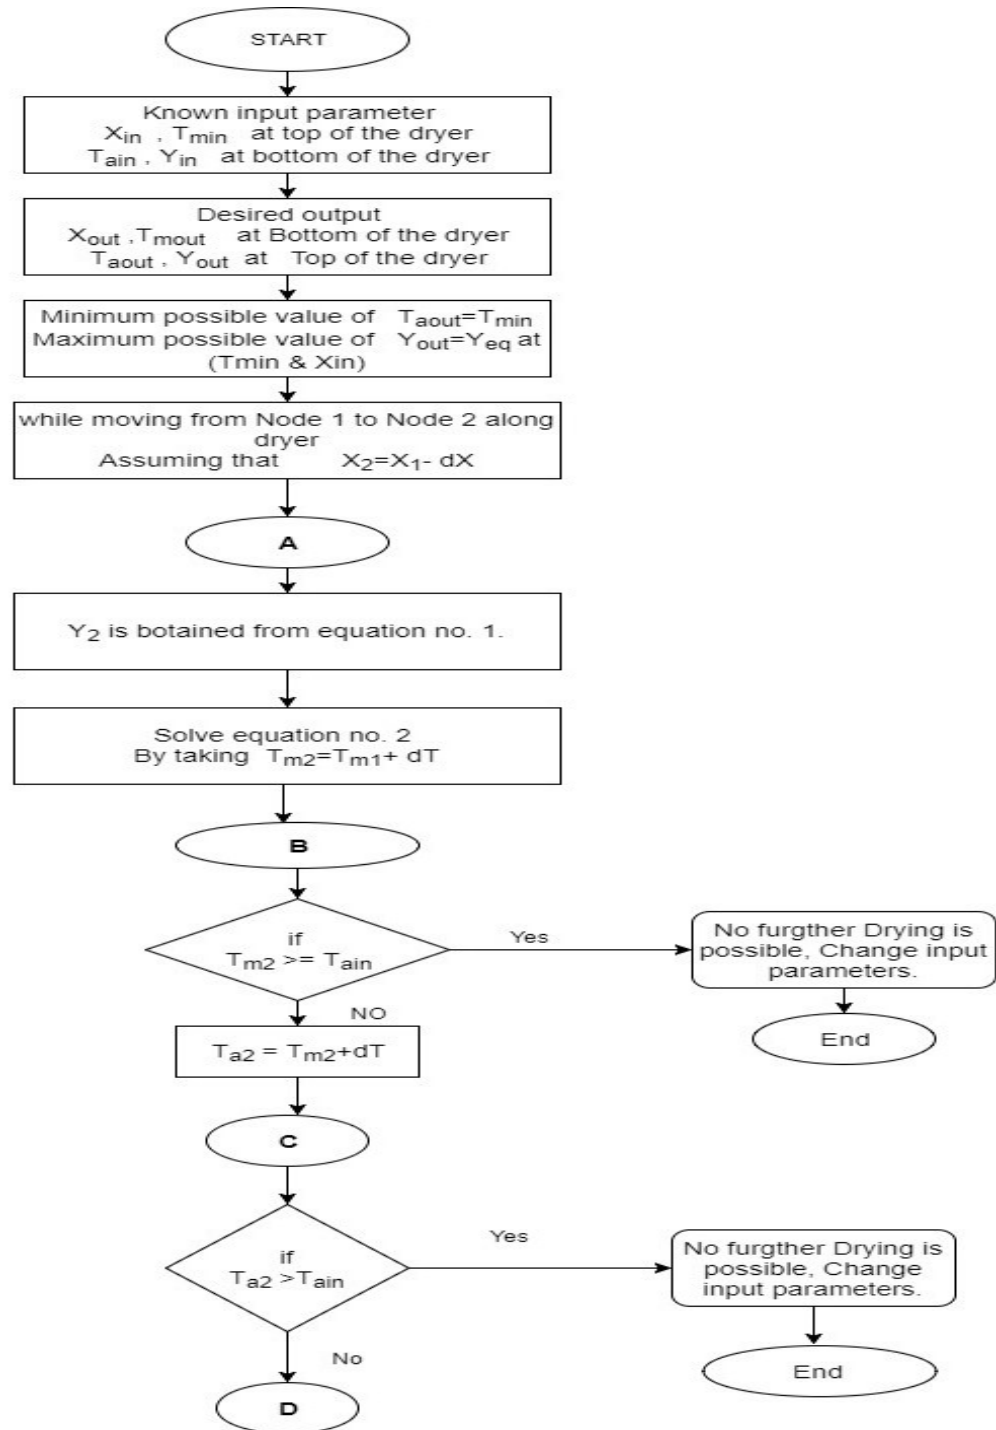 START
Known input parameter
Xin , Tmin at top of the dryer
Tain , Yin at bottom of the dryer
Desired output
Xout ,Tmout at Bottom of the dryer
Taout , Yout at Top of the dryer
Minimum possible value of Taout=Tmin
Maximum possible value of Yout=Yeq at
(Tmin & Xin)
while moving from Node 1 to Node 2 along
dryer
Assuming that X2=X1- dX
A
Y2 is botained from equation no. 1.
Solve equation no. 2
By taking Tm2=Tm1+ dT
B
if
Tm2 >= Tain
Yes
No furgther Drying is
possible, Change input
parameters.
End
NO
Ta2 = Tm2+dT
C
if
Ta2 >Tain
Yes
No furgther Drying is
possible, Change
input parameters.
End
No
D